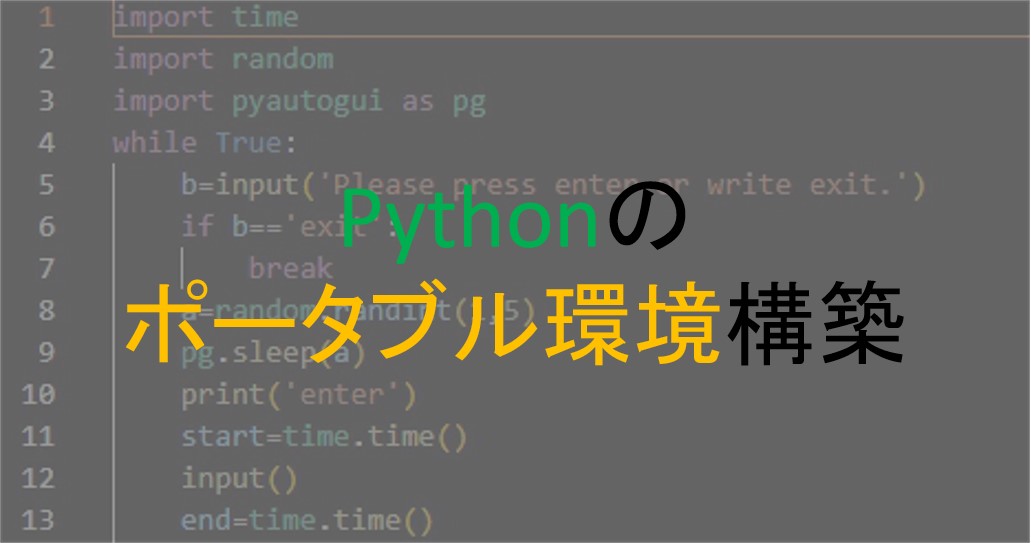 1 import time
2 import random
3 import pyautogui as pg
4 while True:
5 b=input('Please press enter or write exit.')
6 if b=='exit':
7 break
8 a=random.randint(1,5)
9 pg.sleep(a)
10 print('enter')
11 start=time.time()
12 input()
13 end=time.time()
Pythonの
ポータブル環境構築